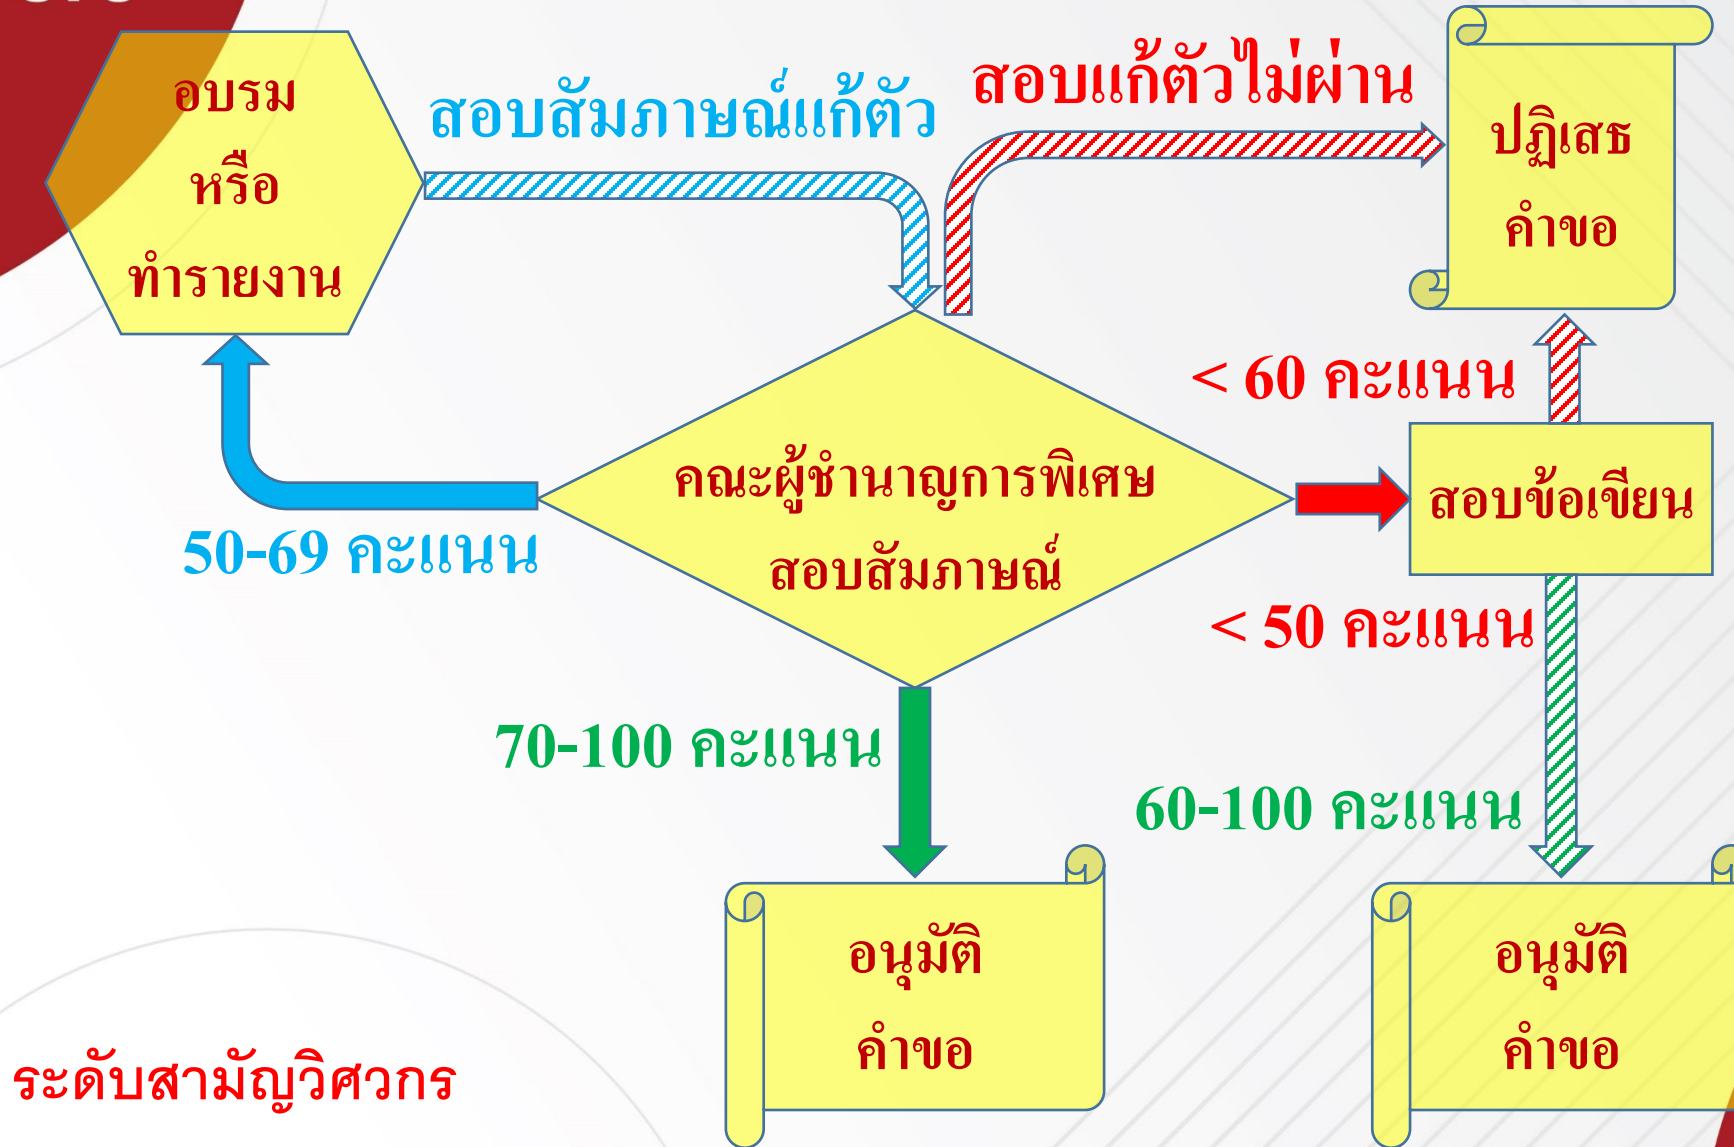 อบรม
หรือ
ทำรายงาน
สอบสัมภาษณ์แก้ตัว
สอบแก้ตัวไม่ผ่าน
ปฏิเสธ
คำขอ
< 60 คะแนน
คณะผู้ชำนาญการพิเศษ
สอบสัมภาษณ์
สอบข้อเขียน
50-69 คะแนน
< 50 คะแนน
70-100 คะแนน
60-100 คะแนน
อนุมัติ
คำขอ
อนุมัติ
คำขอ
ระดับสามัญวิศวกร